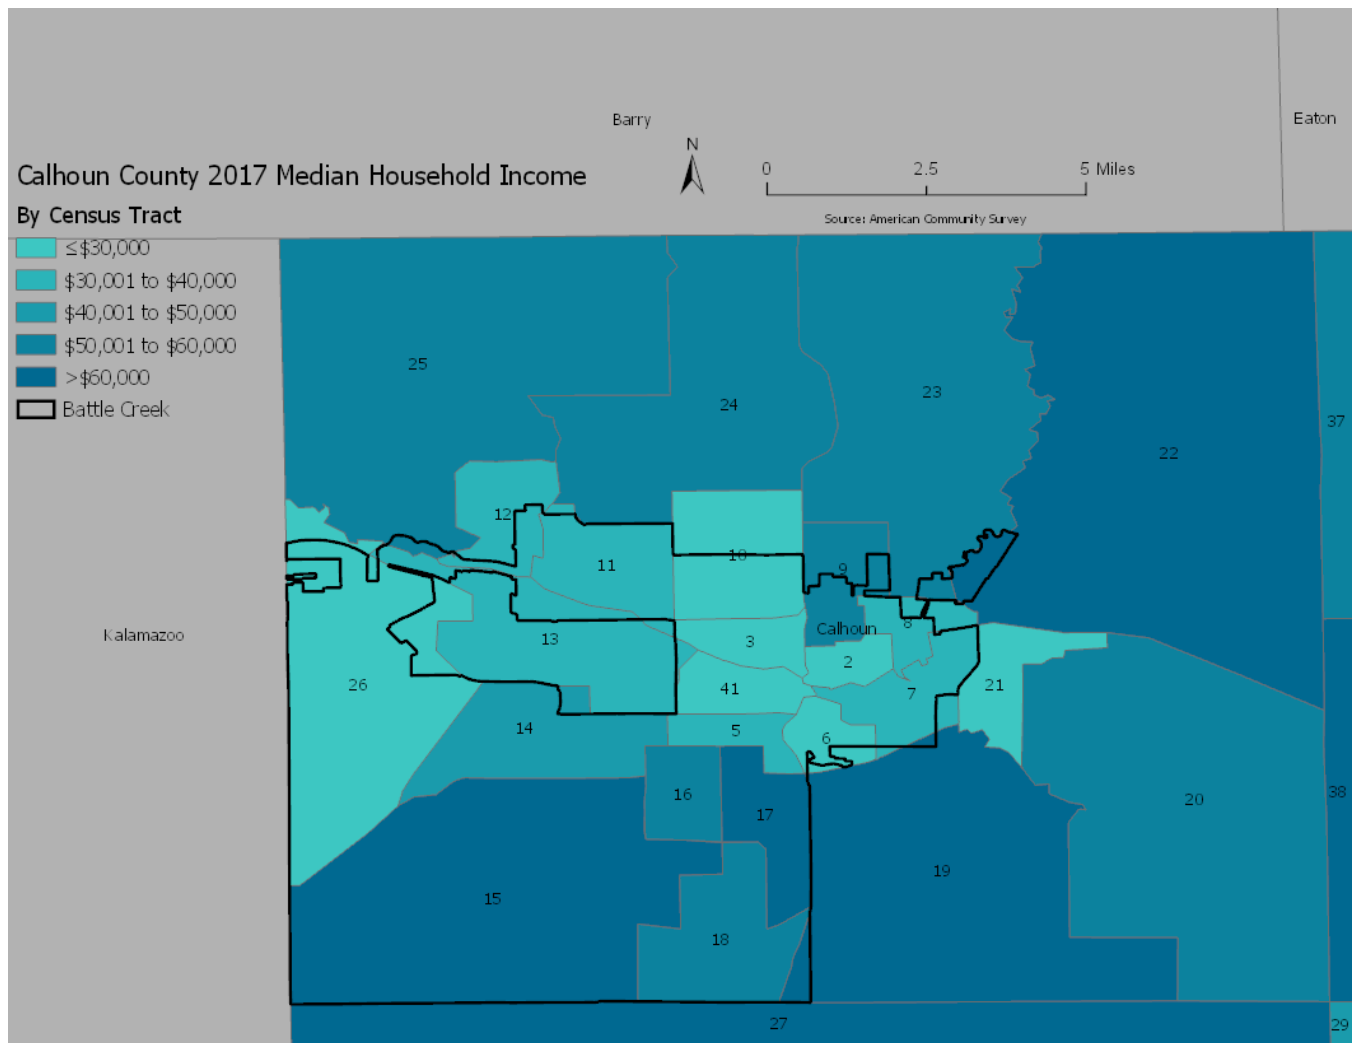 Barry
Eaton
N
Calhoun County 2017 Median Household Income
0 2.5 5 Miles
By Census Tract
Source: American Community Survey
≤$30,000
$30,001 to $40,000
$40,001 to $50,000
$50,001 to $60,000
>$60,000
Battle Creek
25
24
23
37
22
12
10
11
9
Kalamazoo
13
3
Calhoun
8
2
26
41
7
21
14
5
6
16
17
20
38
15
19
18
27
29